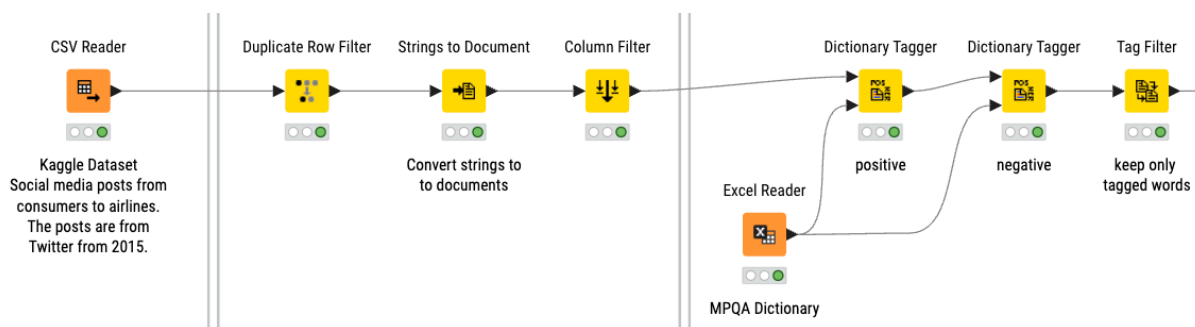 CSV Reader
Kaggle Dataset
Social media posts from
consumers to airlines.
The posts are from
Twitter from 2015.
Duplicate Row Filter
Strings to Document
Convert strings to
to documents
Column Filter
Excel Reader
MPQA Dictionary
Dictionary Tagger
positive
Dictionary Tagger
negative
Tag Filter
keep only
tagged words